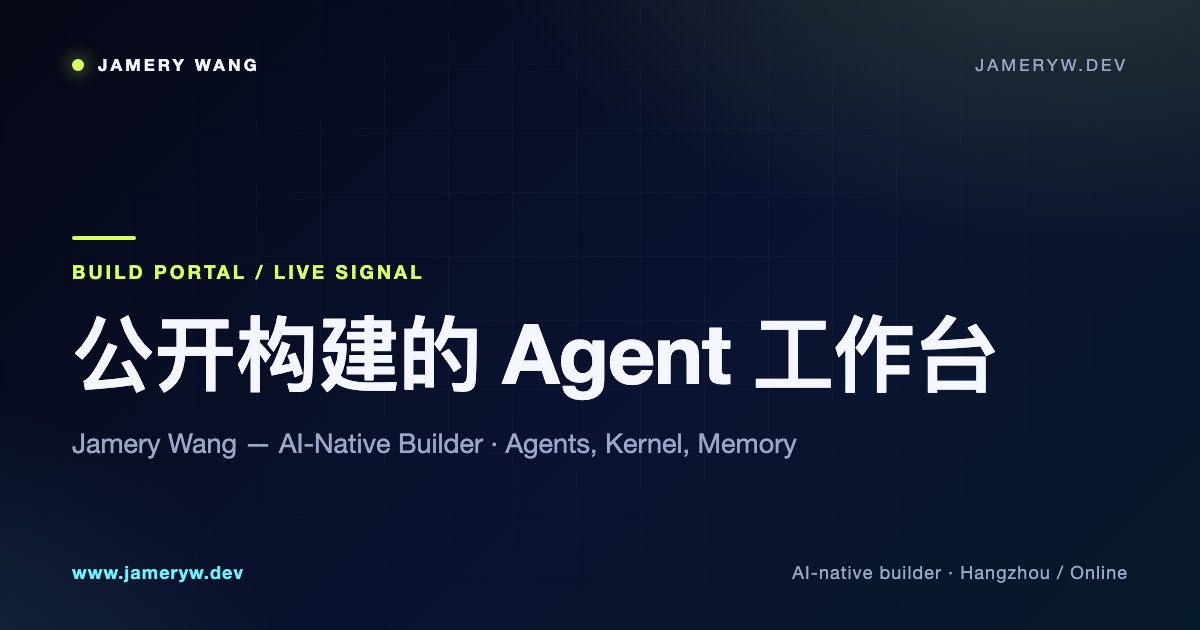 JAMERY WANG
JAMERYW.DEV
BUILD PORTAL / LIVE SIGNAL
公开构建的 Agent 工作台
Jamery Wang — AI-Native Builder · Agents, Kernel, Memory
www.jameryw.dev
AI-native builder · Hangzhou / Online